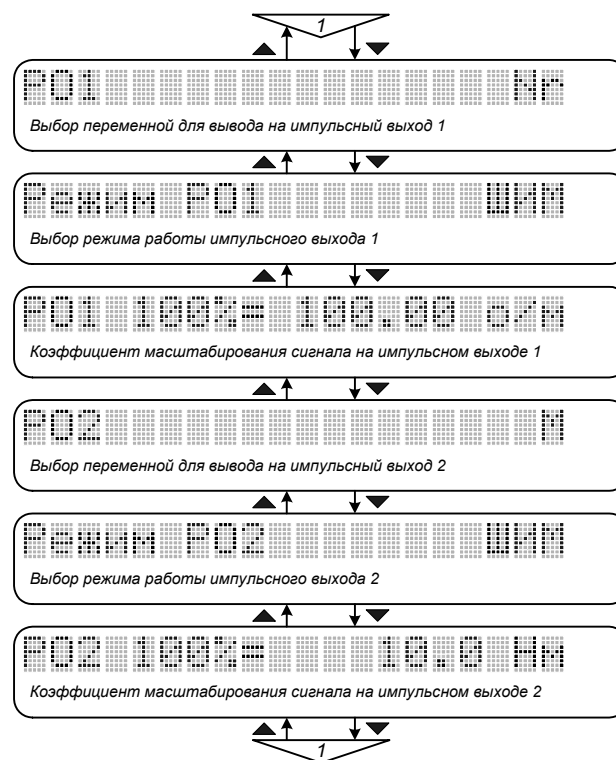 1
PO1 Nr
Выбор переменной для вывода на импульсный выход 1
Режим PO1 ШИМ
Выбор режима работы импульсного выхода 1
PO1 100%= 100.00 о/м
Коэффициент масштабирования сигнала на импульсном выходе 1
PO2 M
Выбор переменной для вывода на импульсный выход 2
Режим PO2 ШИМ
Выбор режима работы импульсного выхода 2
PO2 100%= 10.0 Нм
Коэффициент масштабирования сигнала на импульсном выходе 2
1